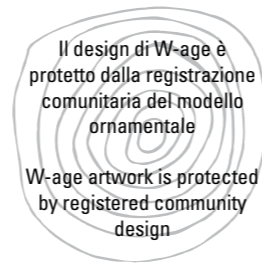 Il design di W-age è
protetto dalla registrazione
comunitaria del modello
ornamentale
W-age artwork is protected
by registered community
design